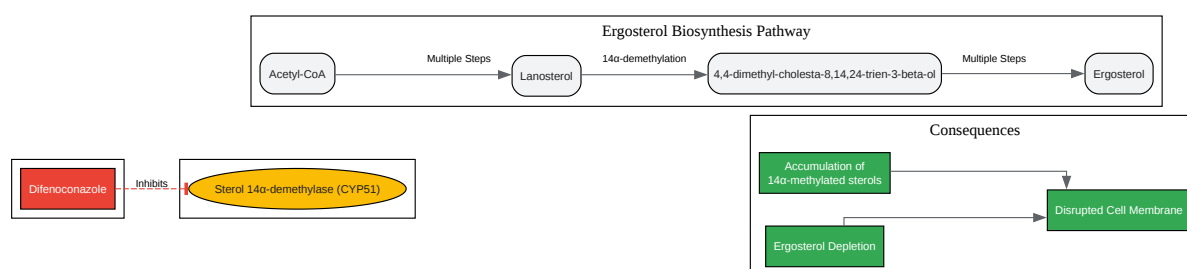 Ergosterol Biosynthesis Pathway
Acetyl-CoA
Multiple Steps
Lanosterol
14α-demethylation
4,4-dimethyl-cholesta-8,14,24-trien-3-beta-ol
Multiple Steps
Ergosterol
Consequences
Difenoconazole
Inhibits
Sterol 14α-demethylase (CYP51)
Accumulation of
14α-methylated sterols
Disrupted Cell Membrane
Ergosterol Depletion